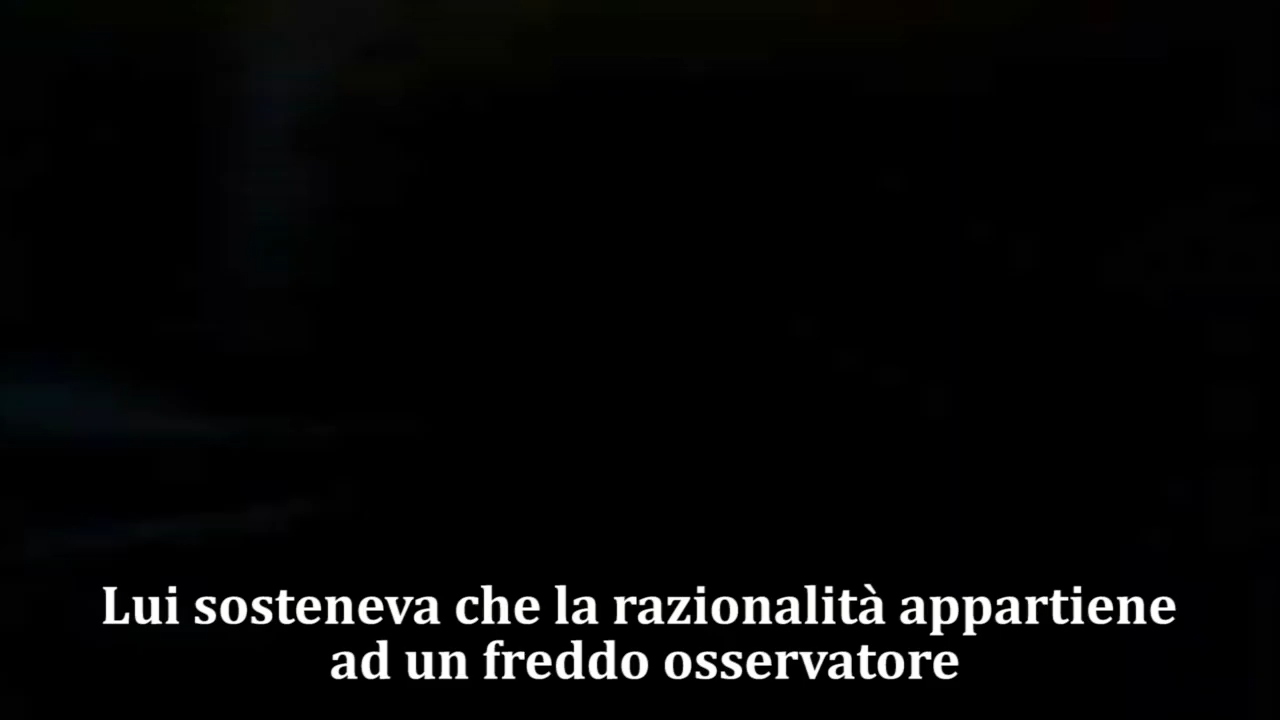 Lui sosteneva che la razionalità appartiene
ad un freddo osservatore